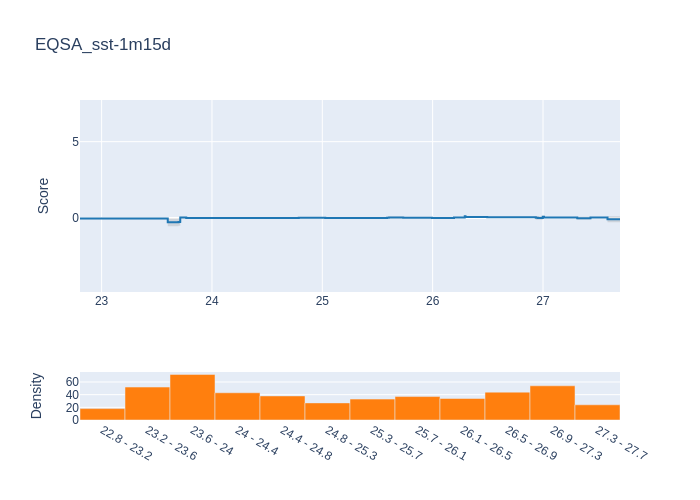 EQSA_sst-1m15d
Score
5
0
23 24 25 26 27
Density
60
40
20
0
22.8 - 23.2
23.2 - 23.6
23.6 - 24
24 - 24.4
24.4 - 24.8
24.8 - 25.3
25.3 - 25.7
25.7 - 26.1
26.1 - 26.5
26.5 - 26.9
26.9 - 27.3
27.3 - 27.7